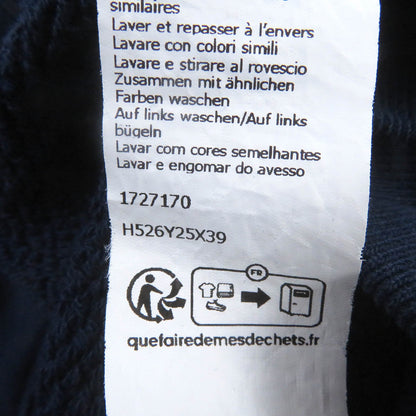 similaires
Laver et repasser à l'envers
Lavare con colori simili
Lavare e stirare al rovescio
Zusammen mit ähnlichen
Farben waschen
Auf links waschen/Auf links
bügeln
Lavar com cores semelhantes
Lavar e engomar do avesso
1727170
H526Y25X39
FR
quefairedemesdechets.fr